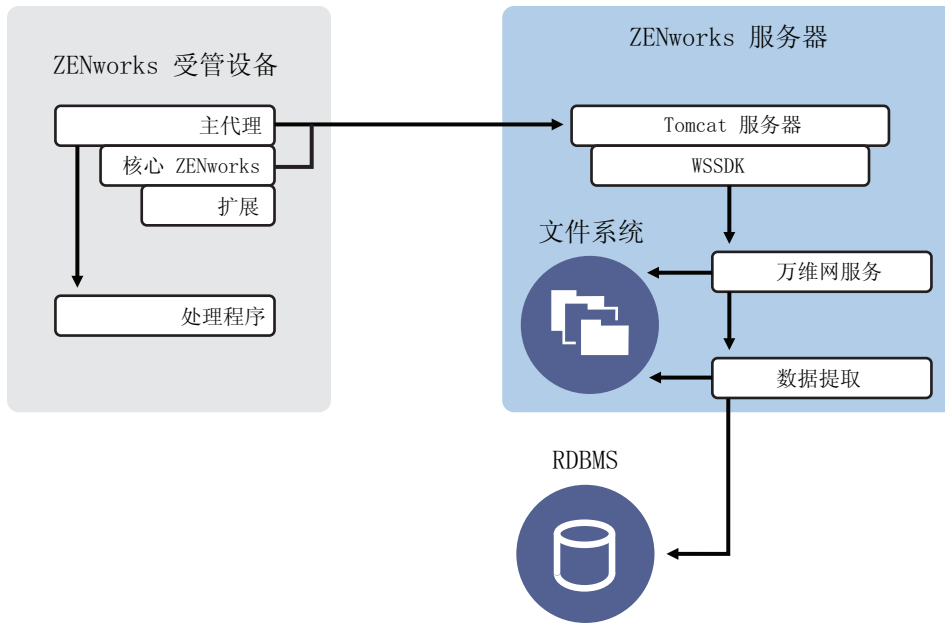 ZENworks 受管设备
主代理
核心 ZENworks
扩展
处理程序
ZENworks 服务器
Tomcat 服务器
WSSDK
文件系统
万维网服务
数据提取
RDBMS